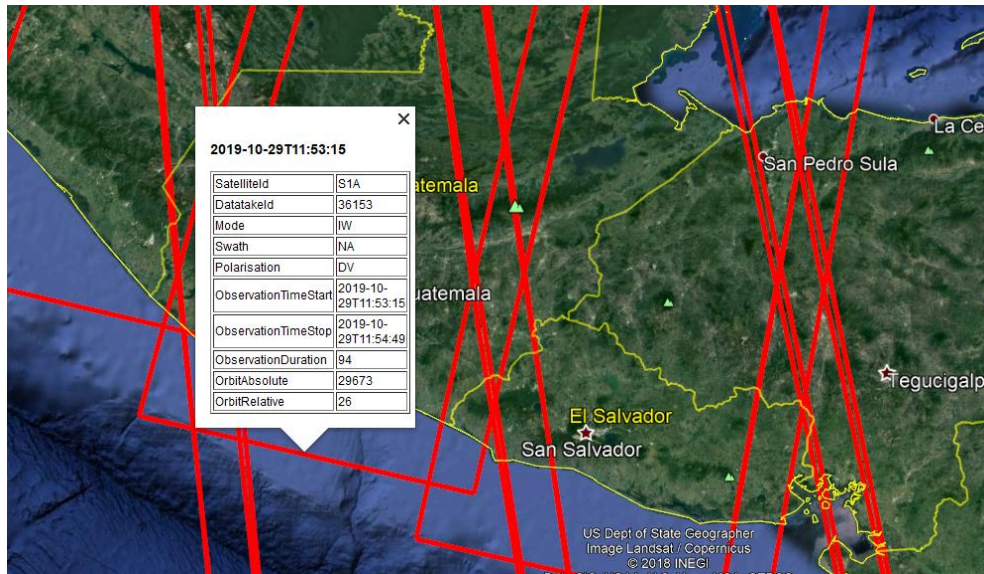 La Ce
San Pedro Sula
×
2019-10-29T11:53:15
SatelliteId S1A
DatatakeId 36153
Mode IW
Swath NA
Polarisation DV
ObservationTimeStart 2019-10-
29T11:53:15
ObservationTimeStop 2019-10-
29T11:54:49
ObservationDuration 94
OrbitAbsolute 29673
OrbitRelative 26
atemala
uatemala
Tegucigalp
El Salvador
San Salvador
US Dept of State Geographer
Image Landsat / Copernicus
© 2018 INEGI